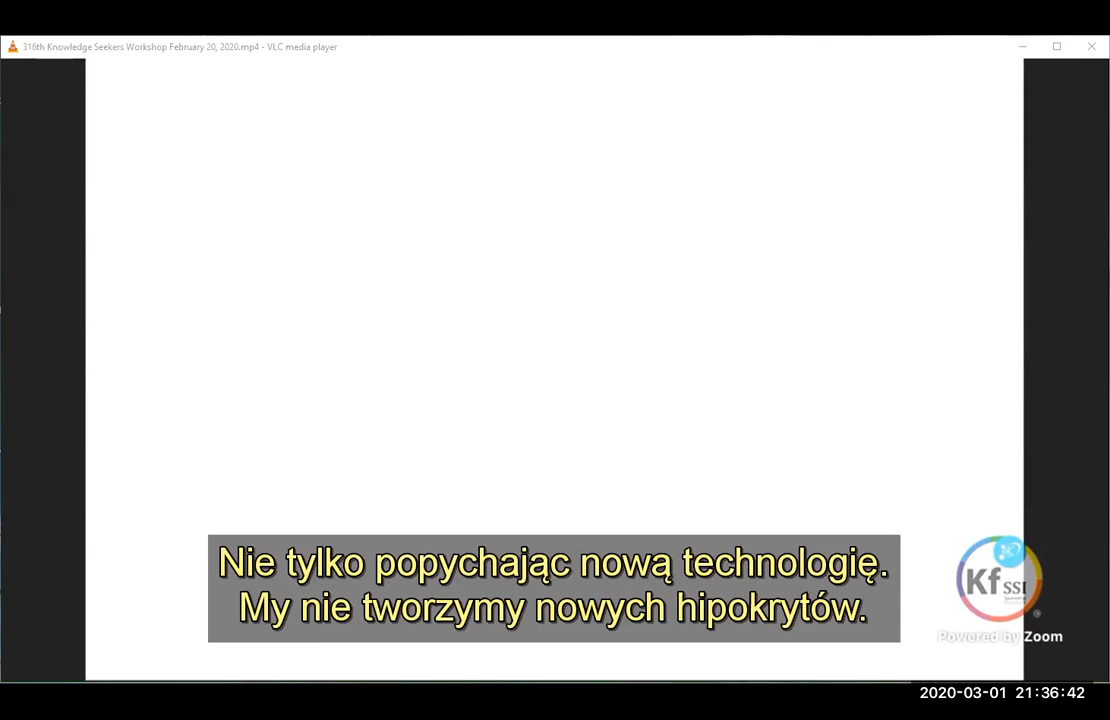 316th Knowledge Seekers Workshop February 20, 2020.mp4 - VLC media player
Nie tylko popychając nową technologię.
My nie tworzymy nowych hipokrytów.
Kf SSI
Powered by Zoom
2020-03-01 21:36:42